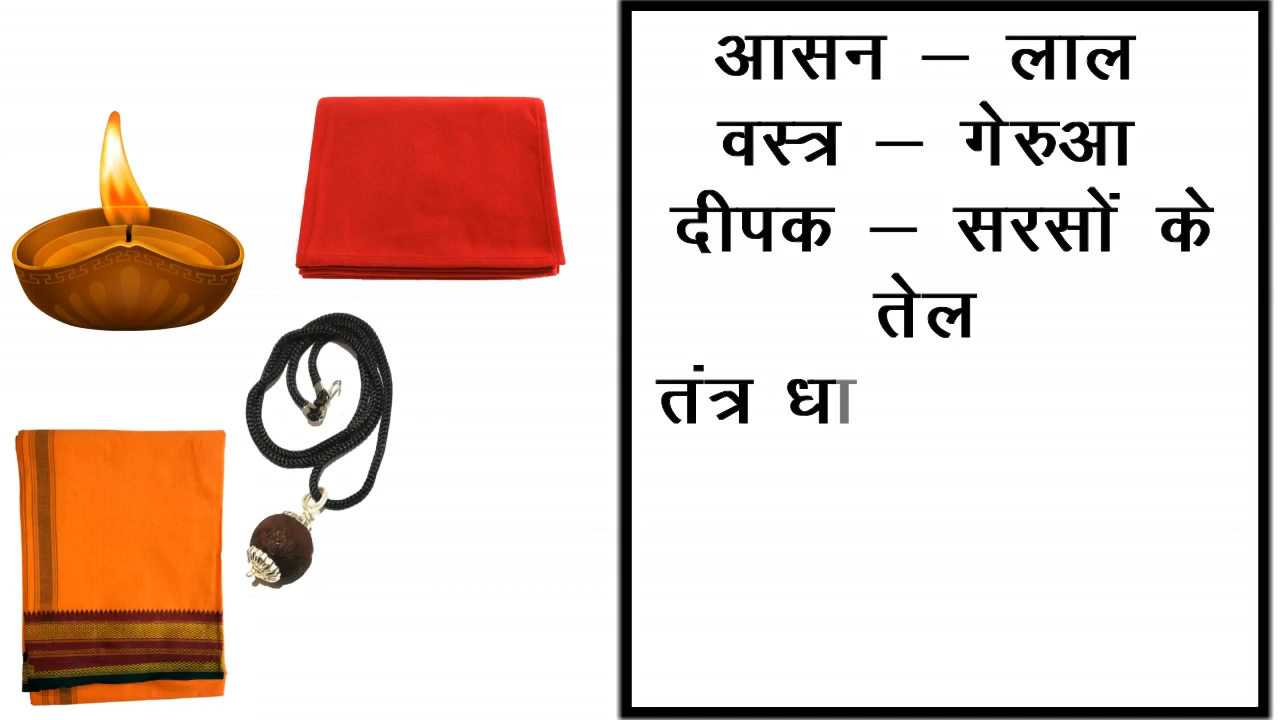 आसन – लाल
वस्त्र – गेरुआ
दीपक – सरसों के
तेल
तंत्र धा